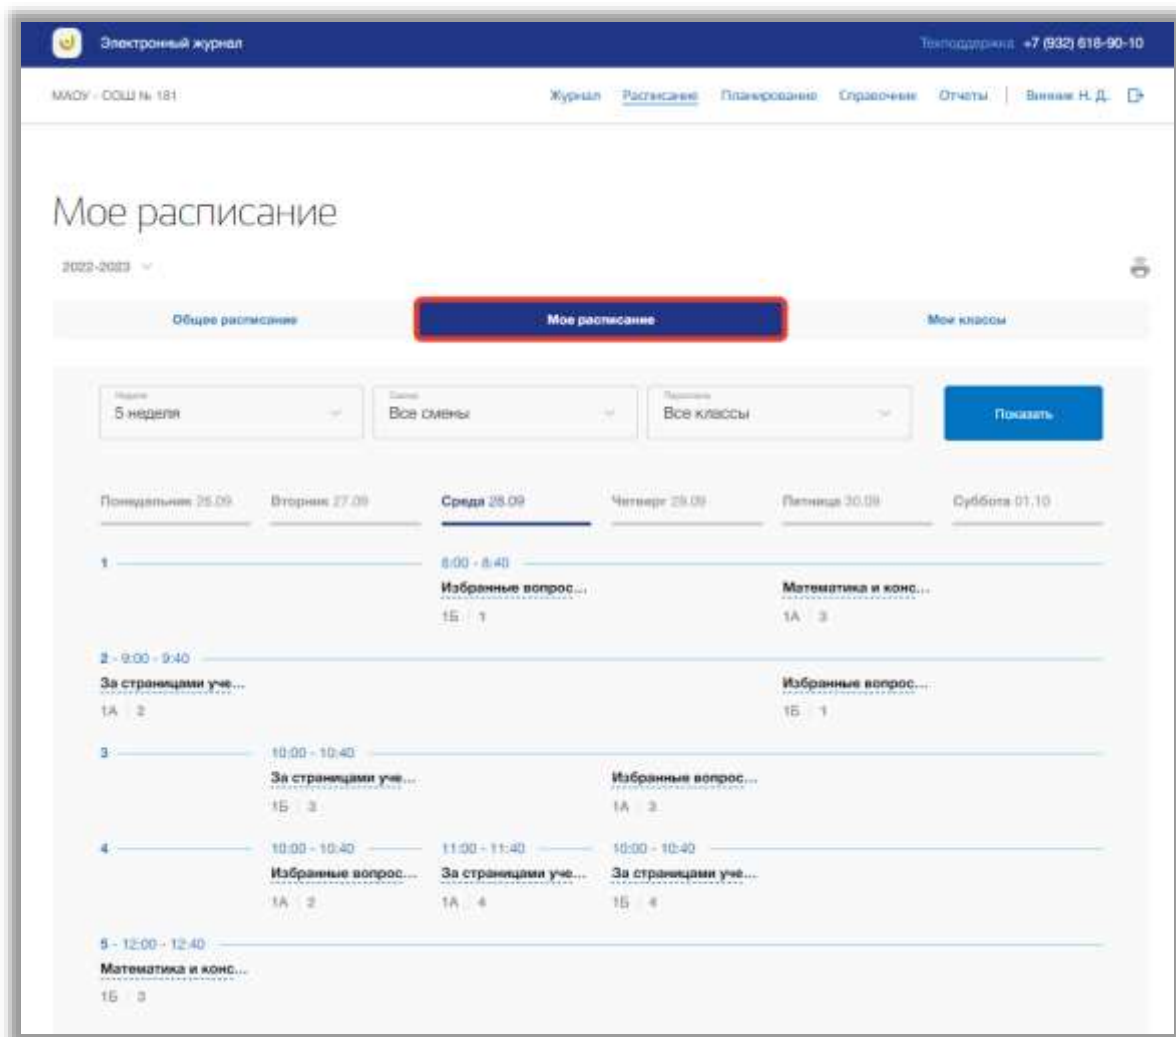 Электронный журнал
Техподдержка +7 (932) 618-90-10
МАОУ - СОШ № 181
Журнал Расписание Планирование Справочник Отчеты Винник Н. Д.
Мое расписание
2022-2023
Общее расписание Мое расписание Мои классы
Неделя Смена Параллель
5 неделя Все смены Все классы Показать
Понедельник 26.09 Вторник 27.09 Среда 28.09 Четверг 29.09 Пятница 30.09 Суббота 01.10
1 8:00 - 8:40
Избранные вопрос... Математика и конс...
1Б 1 1А 3
2 - 9:00 - 9:40
За страницами уче... Избранные вопрос...
1А 2 1Б 1
3 10:00 - 10:40
За страницами уче... Избранные вопрос...
1Б 3 1А 3
4 10:00 - 10:40 11:00 - 11:40 10:00 - 10:40
Избранные вопрос... За страницами уче... За страницами уче...
1А 2 1А 4 1Б 4
5 - 12:00 - 12:40
Математика и конс...
1Б 3